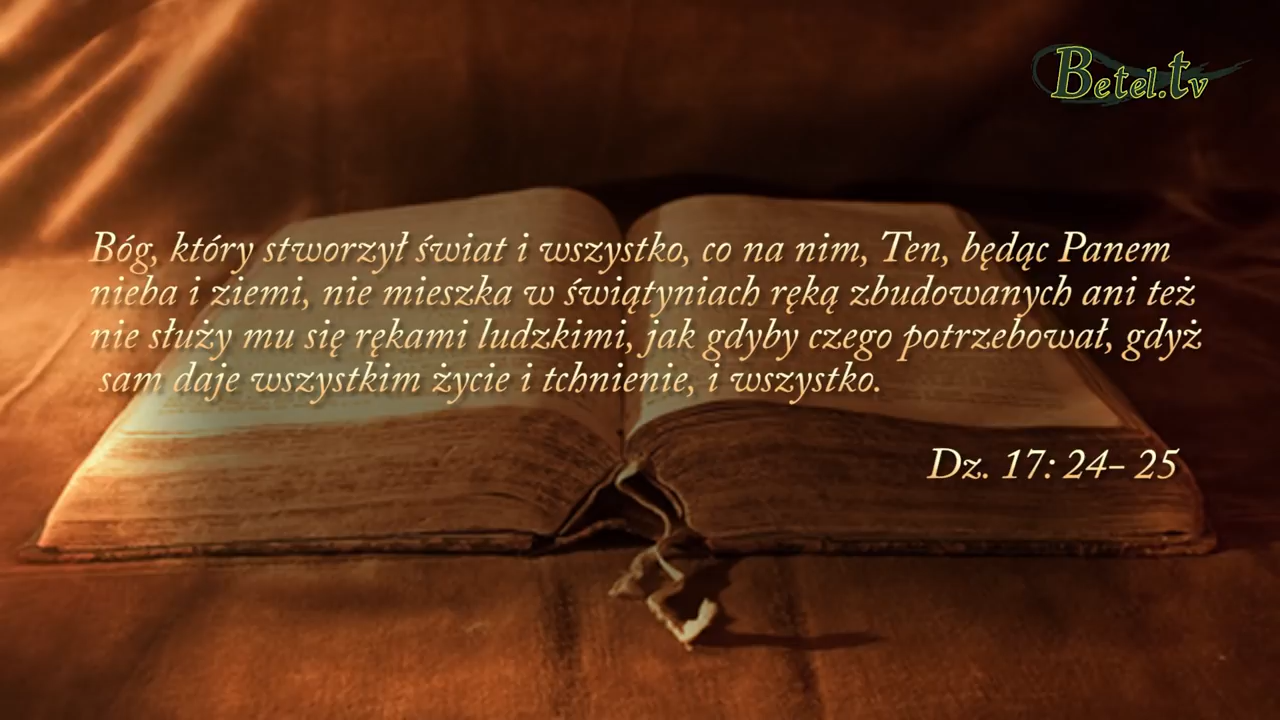 Betel.tv
Bóg, który stworzył świat i wszystko, co na nim, Ten, będąc Panem
nieba i ziemi, nie mieszka w świątyniach ręką zbudowanych ani też
nie służy mu się rękami ludzkimi, jak gdyby czego potrzebował, gdyż
sam daje wszystkim życie i tchnienie, i wszystko.
Dz. 17: 24- 25